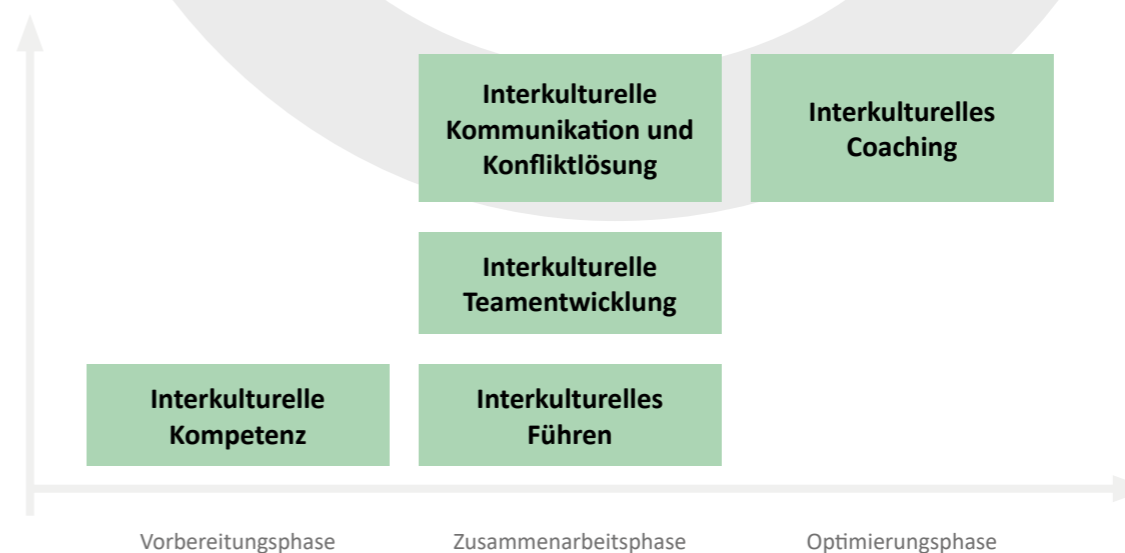 Interkulturelle
Kommunikation und
Konfliktlösung
Interkulturelles
Coaching
Interkulturelle
Teamentwicklung
Interkulturelle
Kompetenz
Interkulturelles
Führen
Vorbereitungsphase
Zusammenarbeitsphase
Optimierungsphase